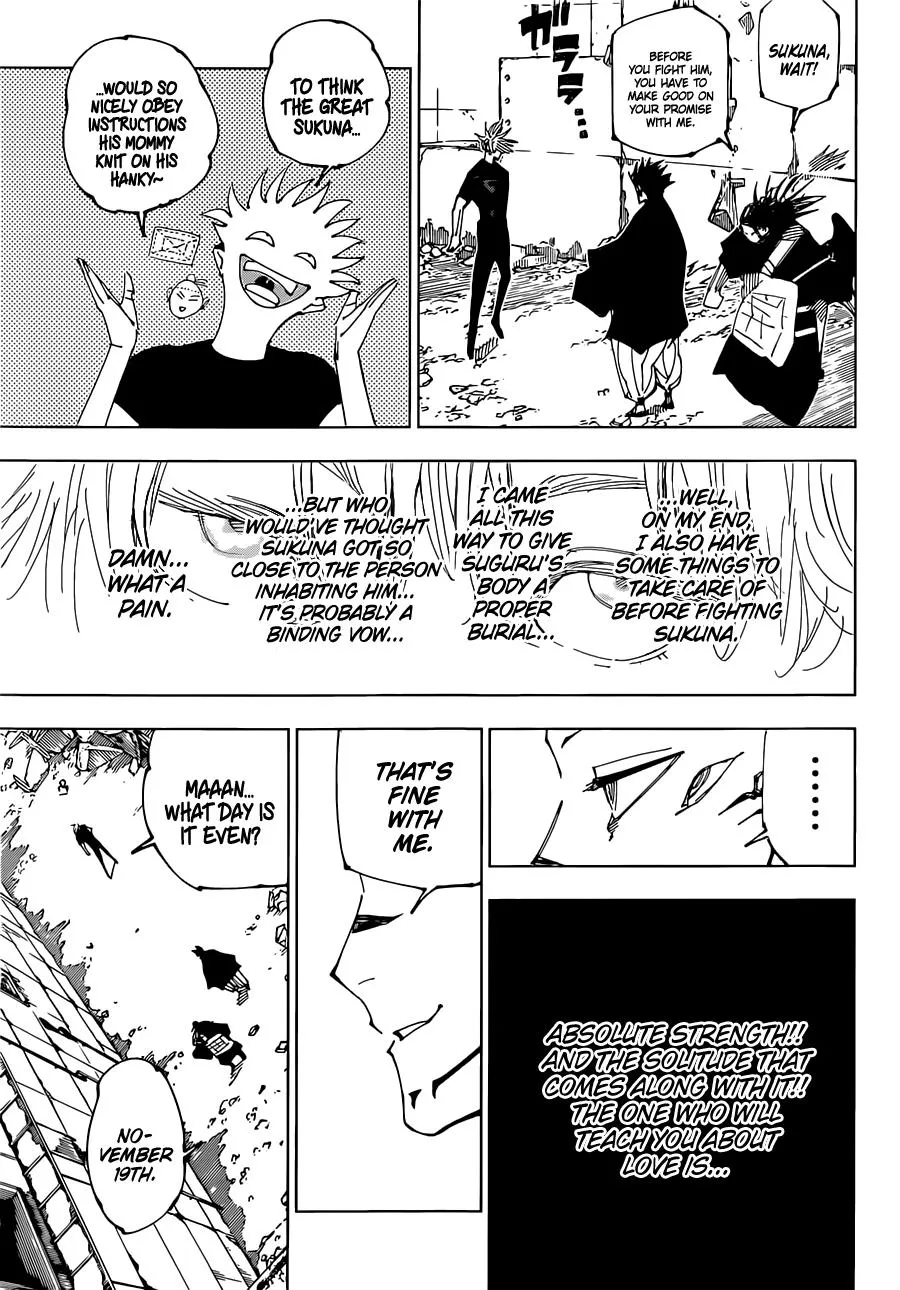 SUKUNA,
WAIT!
BEFORE
YOU FIGHT HIM,
YOU HAVE TO
MAKE GOOD ON
YOUR PROMISE
WITH ME.
ガラララ…
TO THINK
THE GREAT
SUKUNA...
...WOULD SO
NICELY OBEY
INSTRUCTIONS
HIS MOMMY
KNIT ON HIS
HANKY~
...WELL,
ON MY END,
I ALSO HAVE
SOME THINGS TO
TAKE CARE OF
BEFORE FIGHTING
SUKUNA.
I CAME
ALL THIS
WAY TO GIVE
SUGURU'S
BODY A
PROPER
BURIAL...
...BUT WHO
WOULD'VE THOUGHT
SUKUNA GOT SO
CLOSE TO THE PERSON
INHABITING HIM...
IT'S PROBABLY A
BINDING VOW...
DAMN...
WHAT A
PAIN.
......
ABSOLUTE STRENGTH!!
AND THE SOLITUDE THAT
COMES ALONG WITH IT!!
THE ONE WHO WILL
TEACH YOU ABOUT
LOVE IS...
THAT'S
FINE
WITH
ME.
MAAAN...
WHAT DAY IS
IT EVEN?
NO-
VEMBER
19TH.